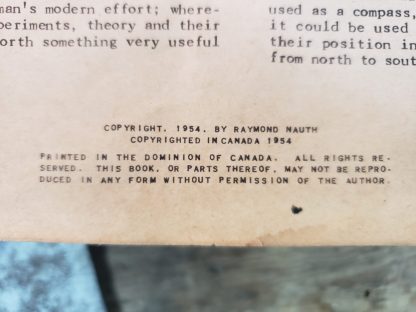 man's modern effort; where-
periments, theory and their
orth something very useful
used as a compass,
it could be used
their position in
from north to sout
COPYRIGHT, 1954, BY RAYMOND NAUTH
COPYRIGHTED IN CANADA 1954
PRINTED IN THE DOMINION OF CANADA. ALL RIGHTS RE-
SERVED. THIS BOOK, OR PARTS THEREOF, MAY NOT BE REPRO-
DUCED IN ANY FORM WITHOUT PERMISSION OF THE AUTHOR.